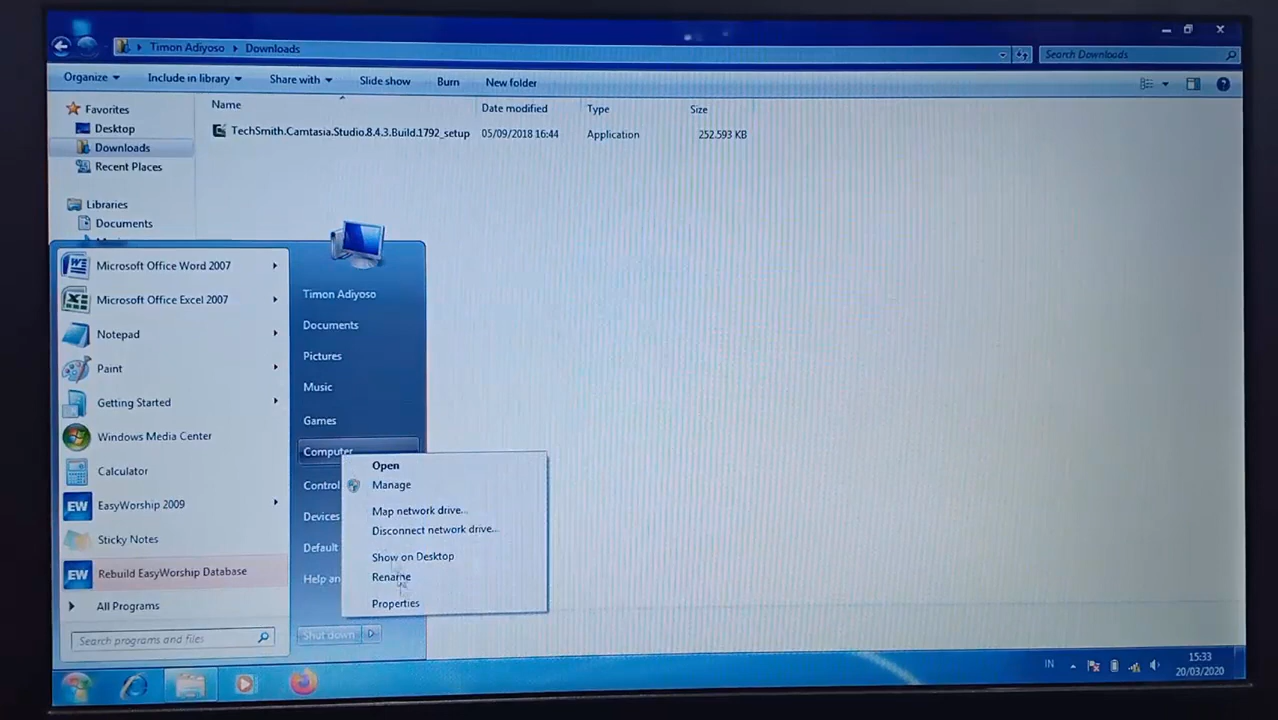 Timon Adiyoso Downloads
Search Downloads
Organize Include in library Share with Slide show Burn New folder
Name Date modified Type Size
TechSmith.Camtasia.Studio.8.4.3.Build.1792_setup 05/09/2018 16:44 Application 252.593 KB
Favorites
Desktop
Downloads
Recent Places
Libraries
Documents
Microsoft Office Word 2007
Microsoft Office Excel 2007
Notepad
Paint
Getting Started
Windows Media Center
Calculator
EW EasyWorship 2009
Sticky Notes
EW Rebuild EasyWorship Database
All Programs
Search programs and files
Timon Adiyoso
Documents
Pictures
Music
Games
Computer
Control
Devices
Default
Help an
Shut down
Open
Manage
Map network drive...
Disconnect network drive...
Show on Desktop
Rename
Properties
IN
15:33
20/03/2020